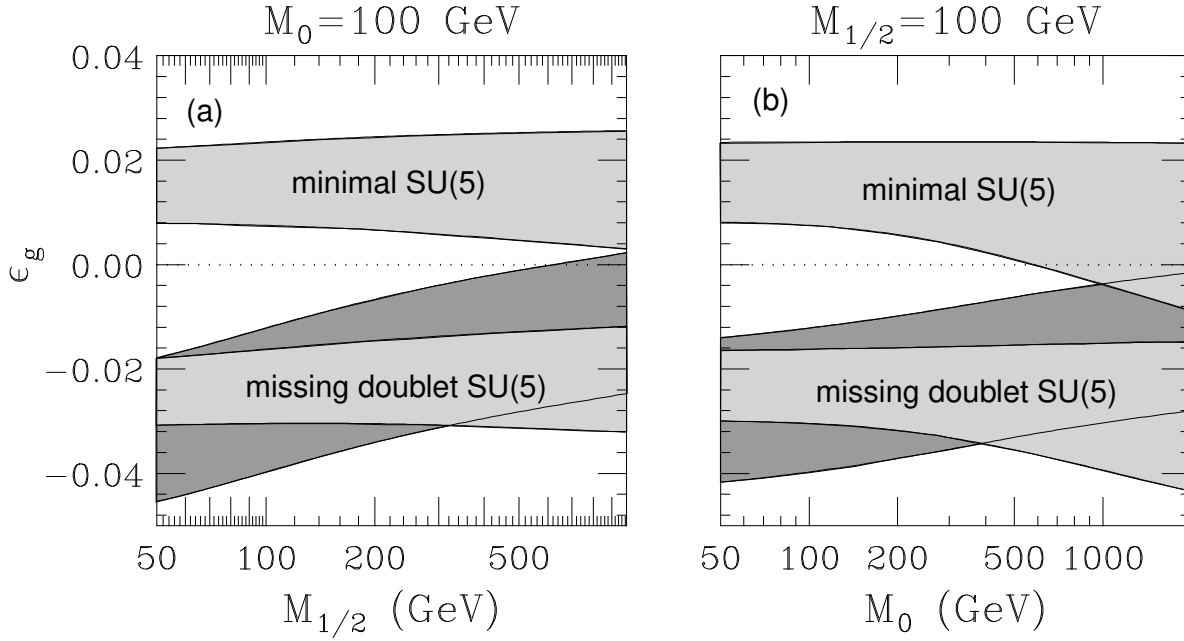 M₀=100 GeV
M₁/₂=100 GeV
0.04
0.02
0.00
−0.02
−0.04
ϵg
(a)
minimal SU(5)
missing doublet SU(5)
50 100 200 500
M₁/₂ (GeV)
(b)
minimal SU(5)
missing doublet SU(5)
50 100 200 500 1000
M₀ (GeV)